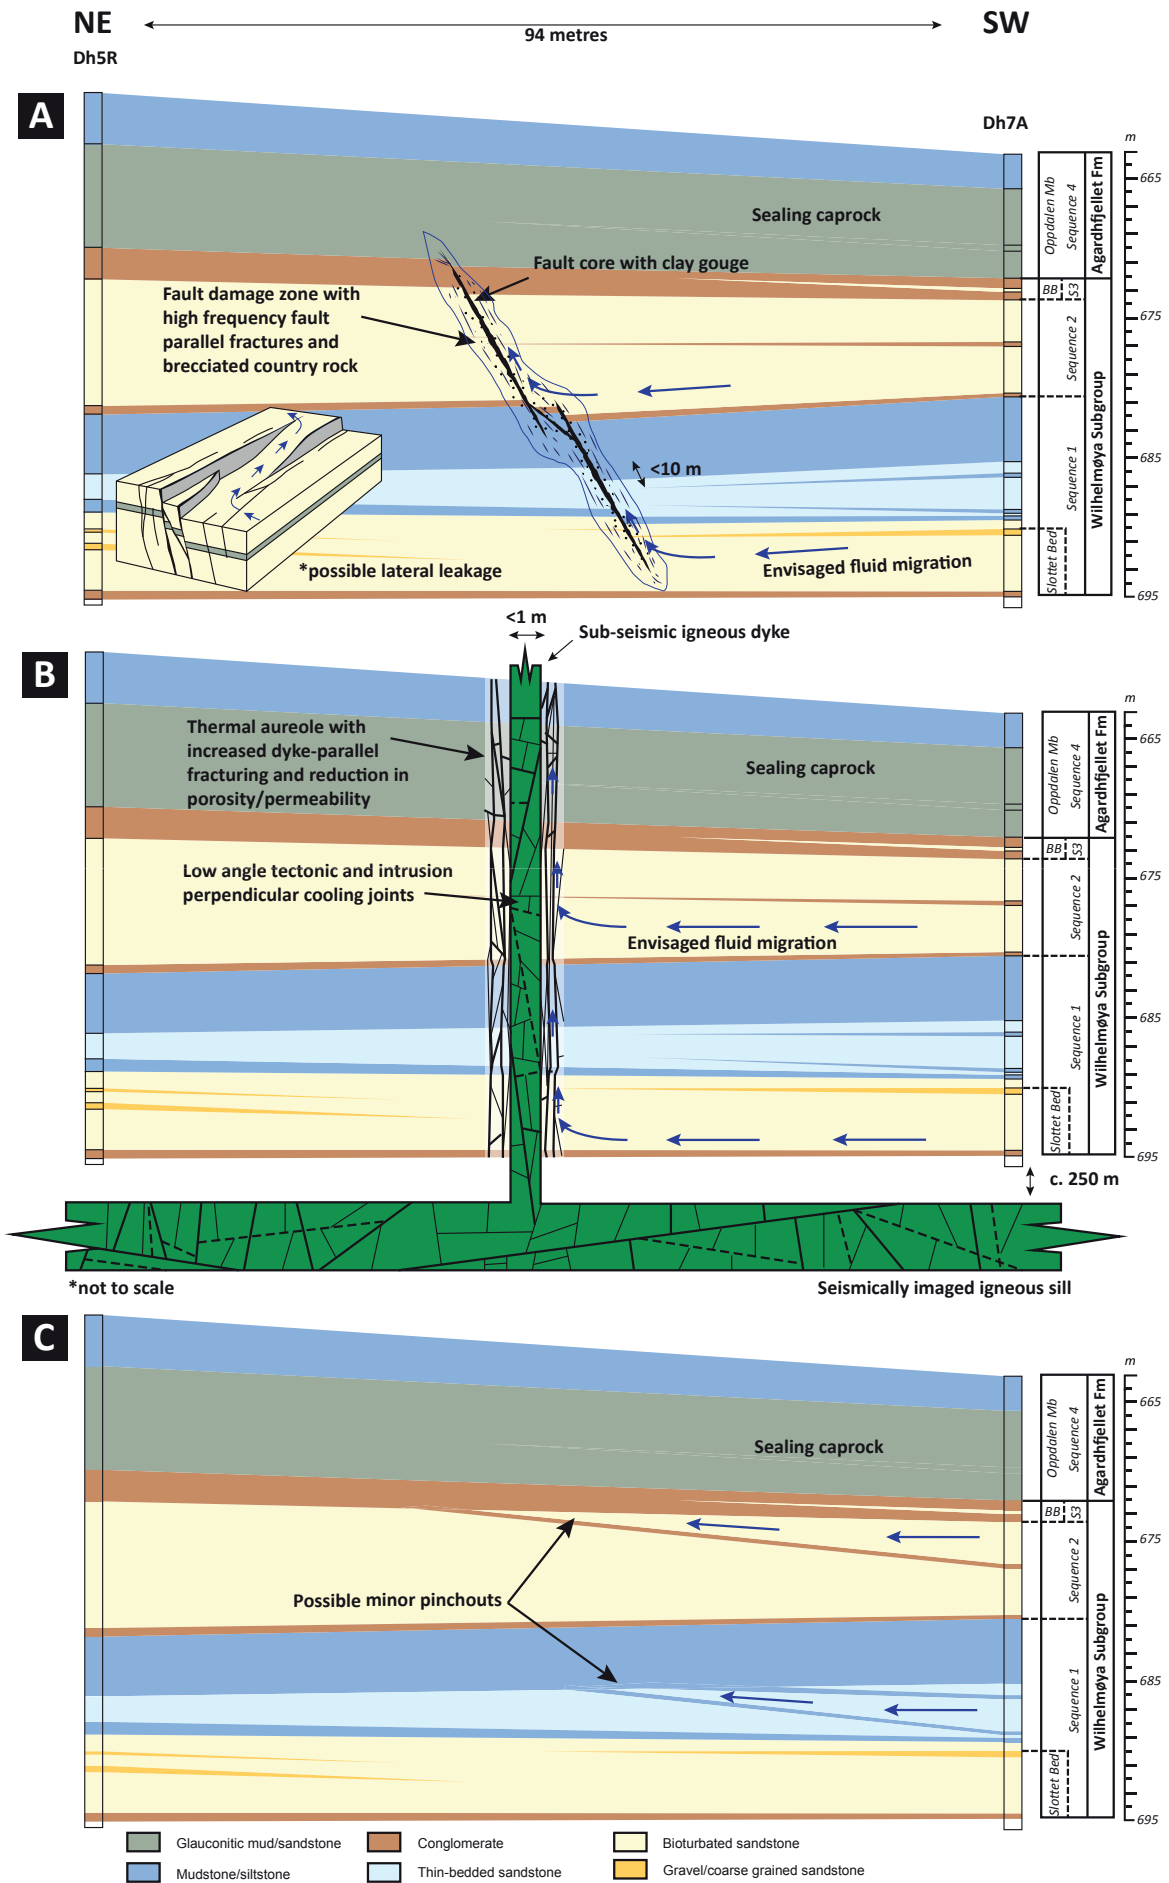 NE
94 metres
SW
Dh5R
A
Dh7A
m
Sealing caprock
Fault core with clay gouge
Fault damage zone with
high frequency fault
parallel fractures and
brecciated country rock
<10 m
*possible lateral leakage
Envisaged fluid migration
Oppdalen Mb
Sequence 4
Agardhfjellet Fm
BB
S3
Sequence 2
Sequence 1
Slottet Bed
Wilhelmøya Subgroup
665
675
685
695
<1 m
Sub-seismic igneous dyke
B
m
Thermal aureole with
increased dyke-parallel
fracturing and reduction in
porosity/permeability
Sealing caprock
Low angle tectonic and intrusion
perpendicular cooling joints
Envisaged fluid migration
Oppdalen Mb
Sequence 4
Agardhfjellet Fm
BB
S3
Sequence 2
Sequence 1
Slottet Bed
Wilhelmøya Subgroup
665
675
685
695
c. 250 m
*not to scale
Seismically imaged igneous sill
C
m
Sealing caprock
Possible minor pinchouts
Oppdalen Mb
Sequence 4
Agardhfjellet Fm
BB
S3
Sequence 2
Sequence 1
Slottet Bed
Wilhelmøya Subgroup
665
675
685
695
Glauconitic mud/sandstone
Conglomerate
Bioturbated sandstone
Mudstone/siltstone
Thin-bedded sandstone
Gravel/coarse grained sandstone